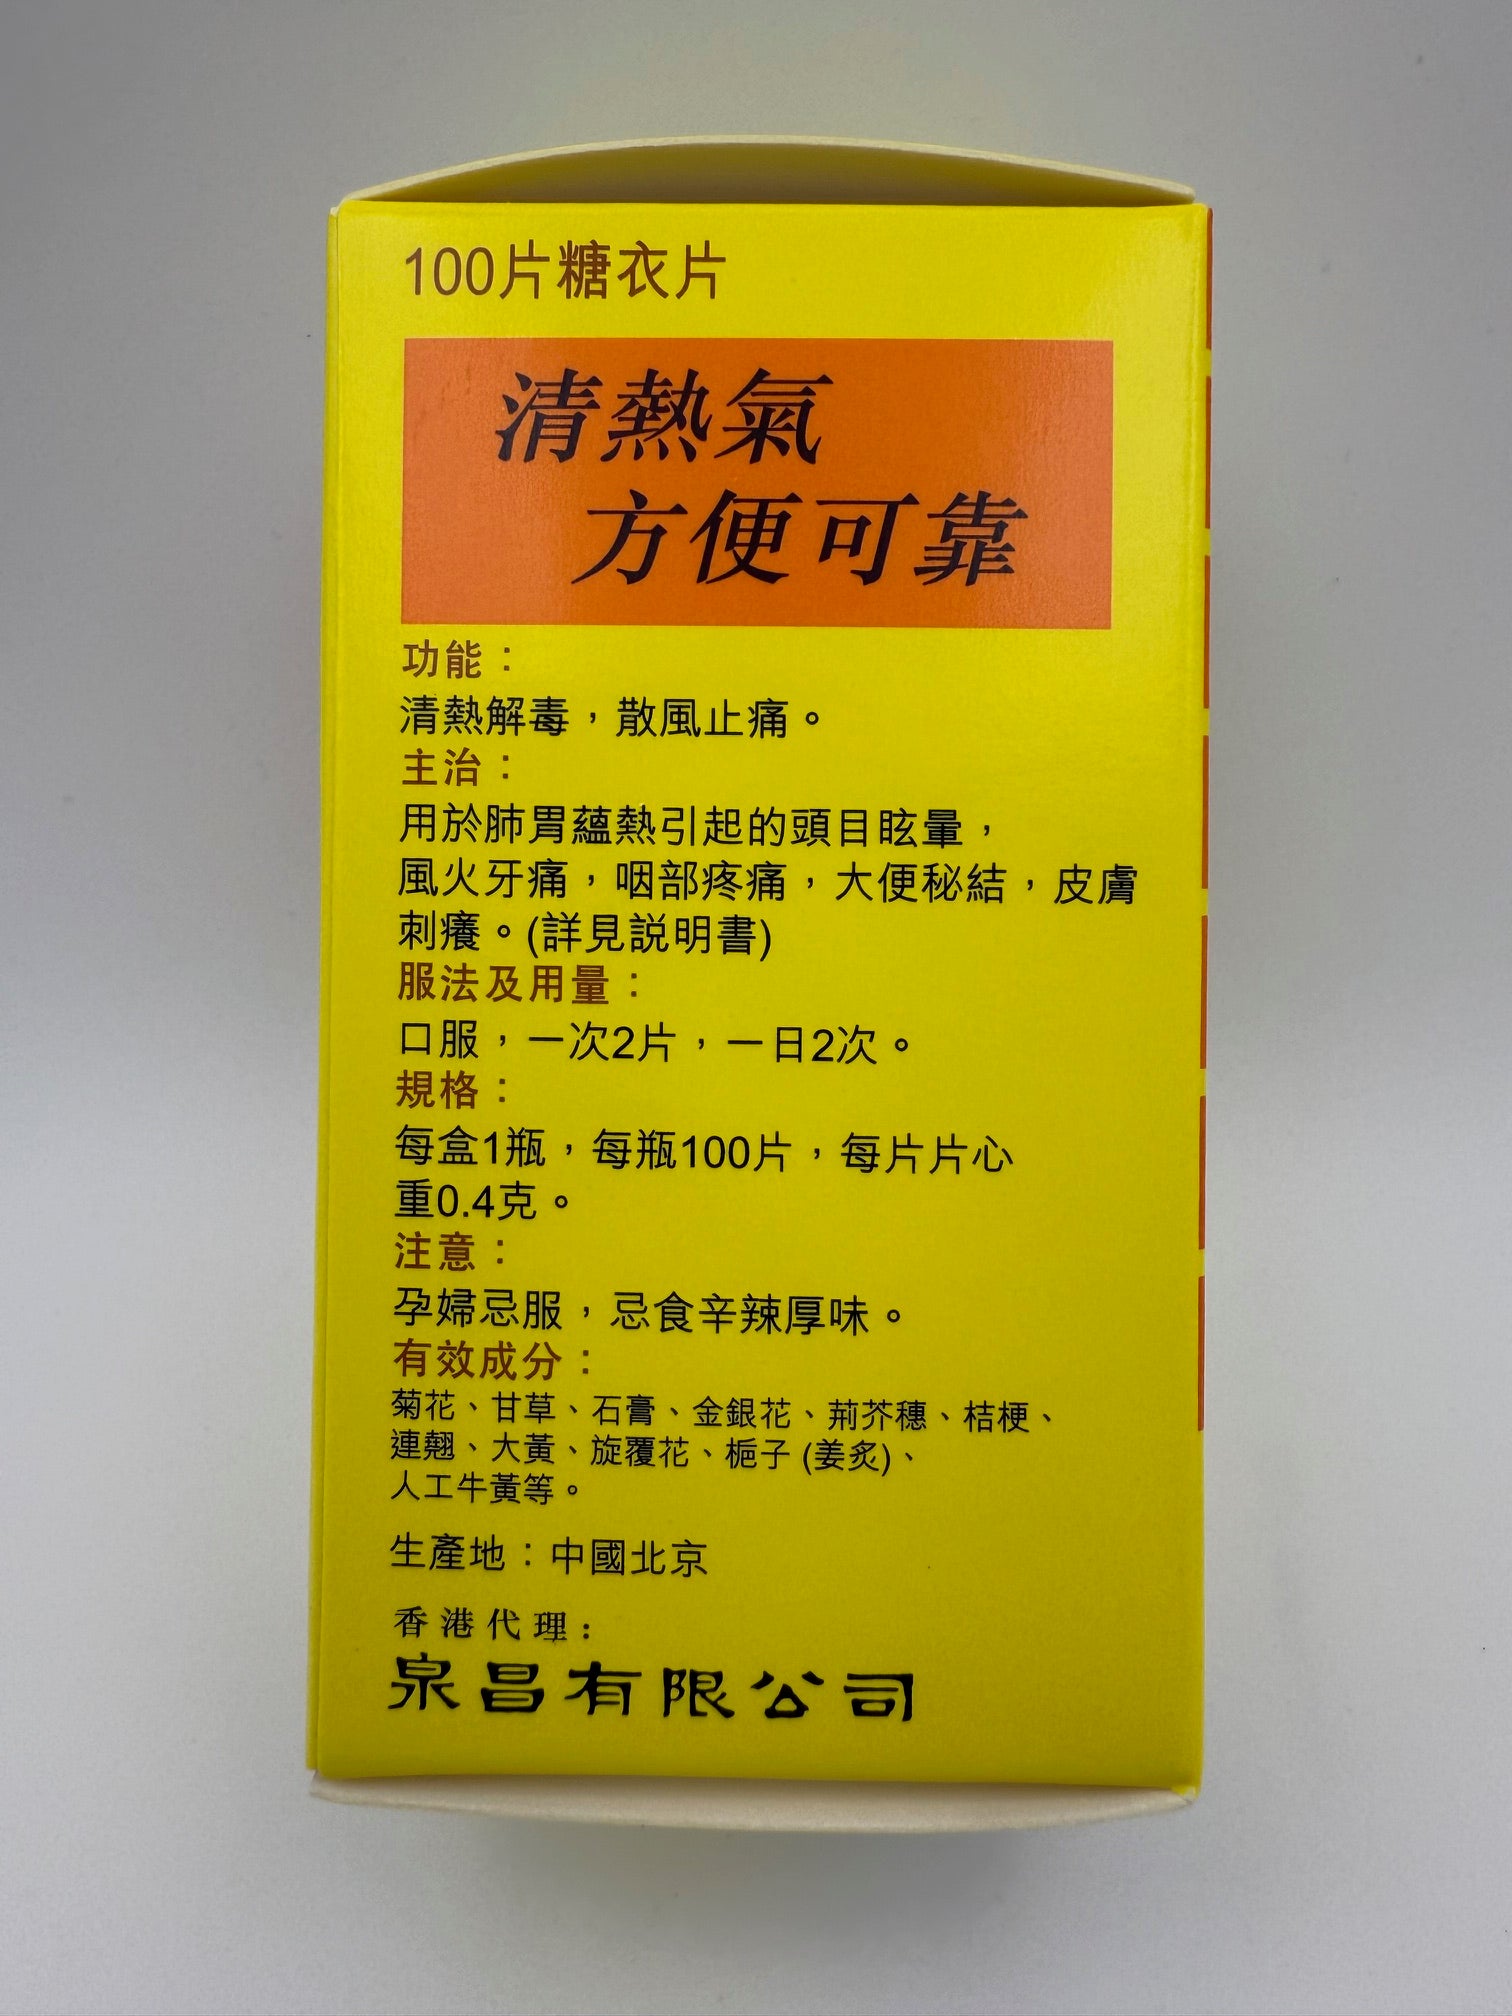 100片糖衣片
清熱氣
方便可靠
功能：
清熱解毒，散風止痛。
主治：
用於肺胃蘊熱引起的頭目眩暈，
風火牙痛，咽部疼痛，大便秘結，皮膚
刺癢。(詳見説明書)
服法及用量：
口服，一次2片，一日2次。
規格：
每盒1瓶，每瓶100片，每片片心
重0.4克。
注意：
孕婦忌服，忌食辛辣厚味。
有效成分：
菊花、甘草、石膏、金銀花、荊芥穗、桔梗、
連翹、大黃、旋覆花、梔子 (姜炙)、
人工牛黃等。
生產地：中國北京
香港代理：
泉昌有限公司